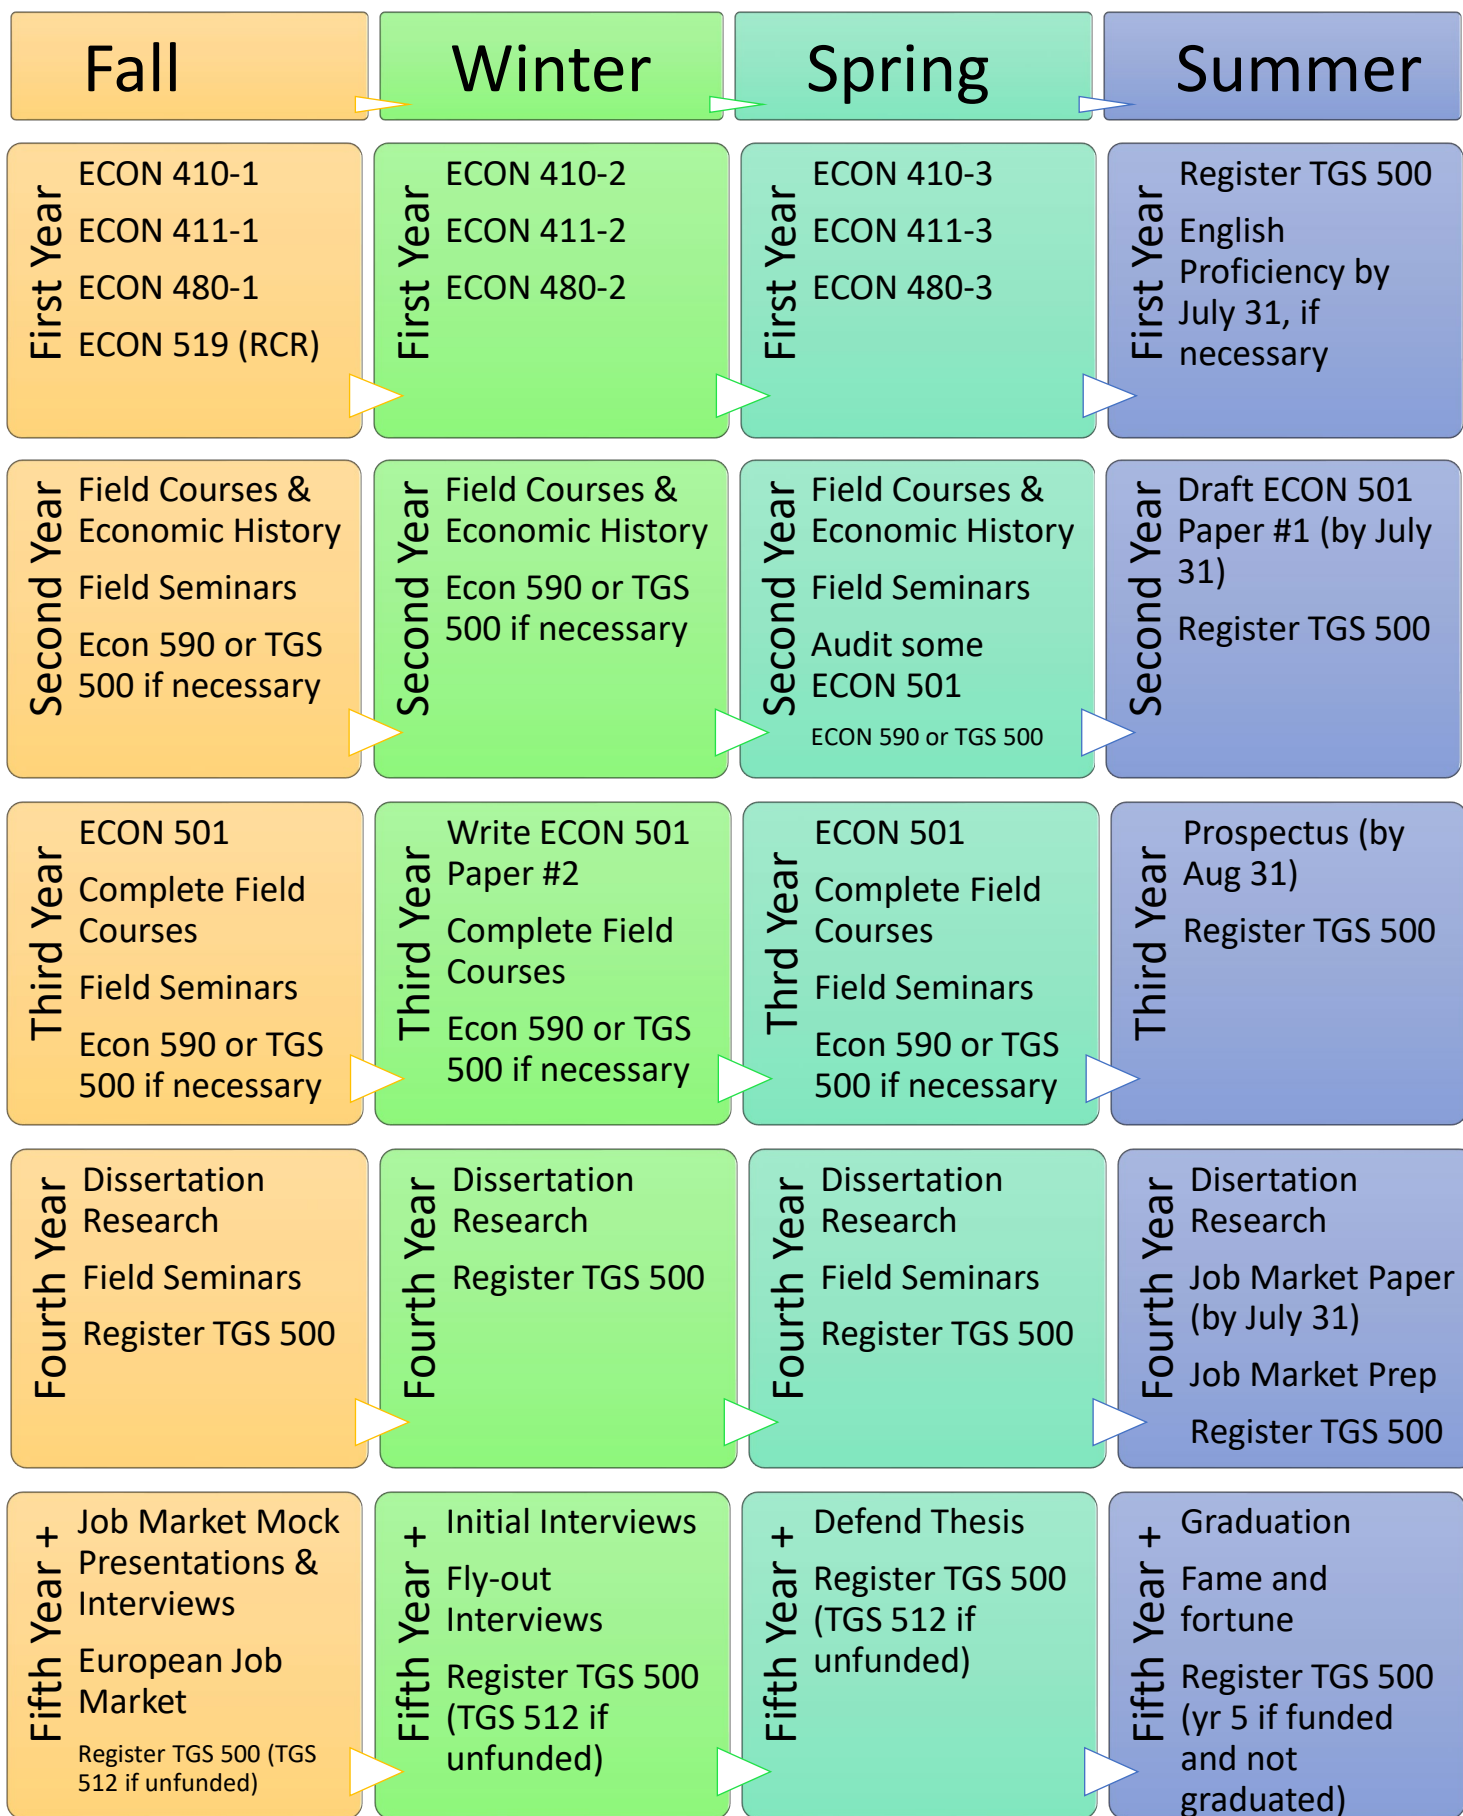 Fall
Winter
Spring
Summer
First Year
ECON 410-1
ECON 411-1
ECON 480-1
ECON 519 (RCR)
First Year
ECON 410-2
ECON 411-2
ECON 480-2
First Year
ECON 410-3
ECON 411-3
ECON 480-3
First Year
Register TGS 500
English
Proficiency by
July 31, if
necessary
Second Year
Field Courses &
Economic History
Field Seminars
Econ 590 or TGS
500 if necessary
Second Year
Field Courses &
Economic History
Econ 590 or TGS
500 if necessary
Second Year
Field Courses &
Economic History
Field Seminars
Audit some
ECON 501
ECON 590 or TGS 500
Second Year
Draft ECON 501
Paper #1 (by July
31)
Register TGS 500
Third Year
ECON 501
Complete Field
Courses
Field Seminars
Econ 590 or TGS
500 if necessary
Third Year
Write ECON 501
Paper #2
Complete Field
Courses
Econ 590 or TGS
500 if necessary
Thrd Year
ECON 501
Complete Field
Courses
Field Seminars
Econ 590 or TGS
500 if necessary
Third Year
Prospectus (by
Aug 31)
Register TGS 500
Fourth Year
Dissertation
Research
Field Seminars
Register TGS 500
Fourth Year
Dissertation
Research
Register TGS 500
Fourth Year
Dissertation
Research
Field Seminars
Register TGS 500
Fourth Year
Disertation
Research
Job Market Paper
(by July 31)
Job Market Prep
Register TGS 500
Fifth Year +
Job Market Mock
Presentations &
Interviews
European Job
Market
Register TGS 500 (TGS
512 if unfunded)
Fifth Year +
Initial Interviews
Fly-out
Interviews
Register TGS 500
(TGS 512 if
unfunded)
Fifth Year +
Defend Thesis
Register TGS 500
(TGS 512 if
unfunded)
Fifth Year +
Graduation
Fame and
fortune
Register TGS 500
(yr 5 if funded
and not
graduated)